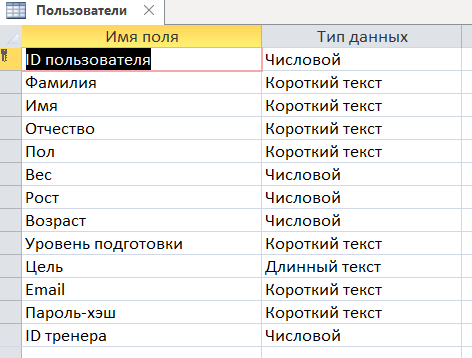 Пользователи
Имя поля Тип данных
ID пользователя Числовой
Фамилия Короткий текст
Имя Короткий текст
Отчество Короткий текст
Пол Короткий текст
Вес Числовой
Рост Числовой
Возраст Числовой
Уровень подготовки Короткий текст
Цель Длинный текст
Email Короткий текст
Пароль-хэш Короткий текст
ID тренера Числовой